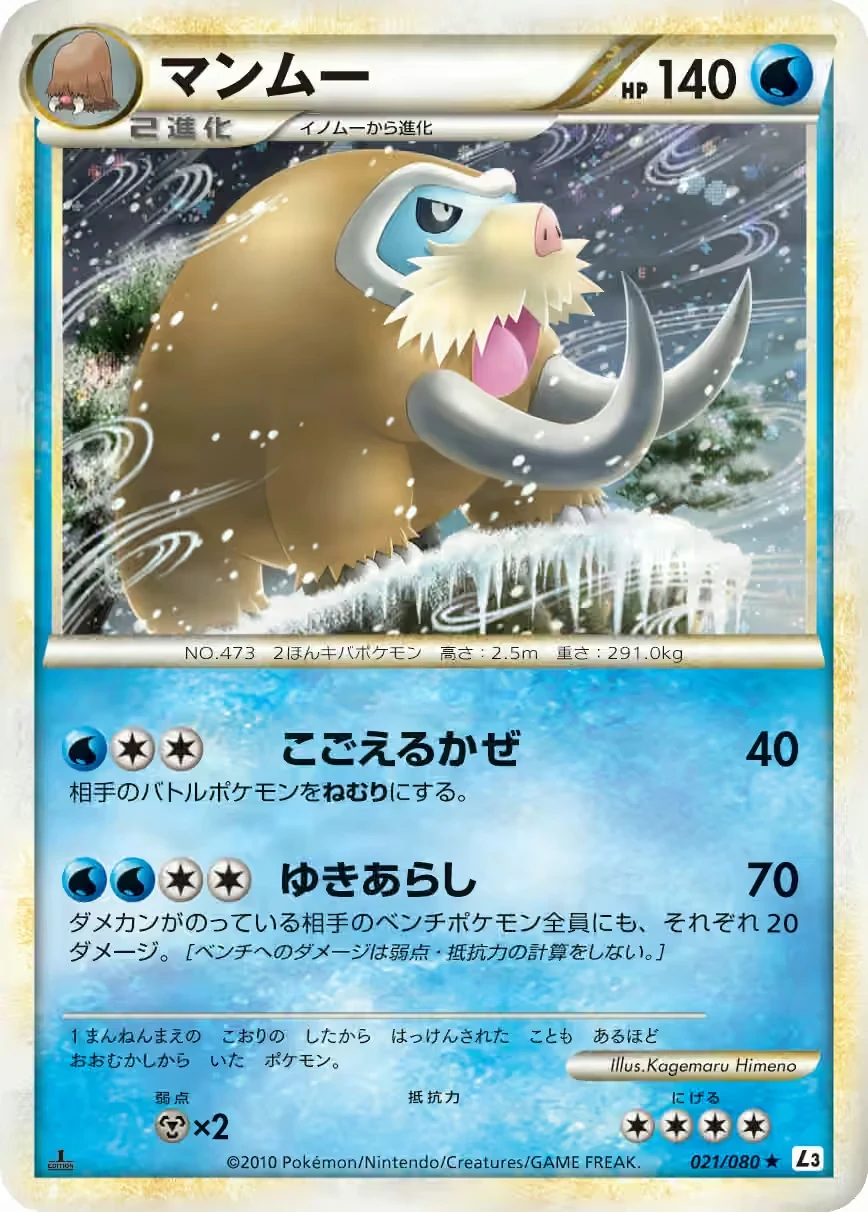 マンムー
HP 140
2進化
イノムーから進化
NO.473 2ほんキバポケモン 高さ:2.5m 重さ:291.0kg
こごえるかぜ 40
相手のバトルポケモンをねむりにする。
ゆきあらし 70
ダメカンがのっている相手のベンチポケモン全員にも、それぞれ20
ダメージ。[ベンチへのダメージは弱点・抵抗力の計算をしない。]
1まんねんまえの こおりの したから はっけんされた ことも あるほど
おおむかしから いた ポケモン。
Illus.Kagemaru Himeno
弱点 抵抗力 にげる
×2
1 EDITION
©2010 Pokémon/Nintendo/Creatures/GAME FREAK.
021/080 ★ L3